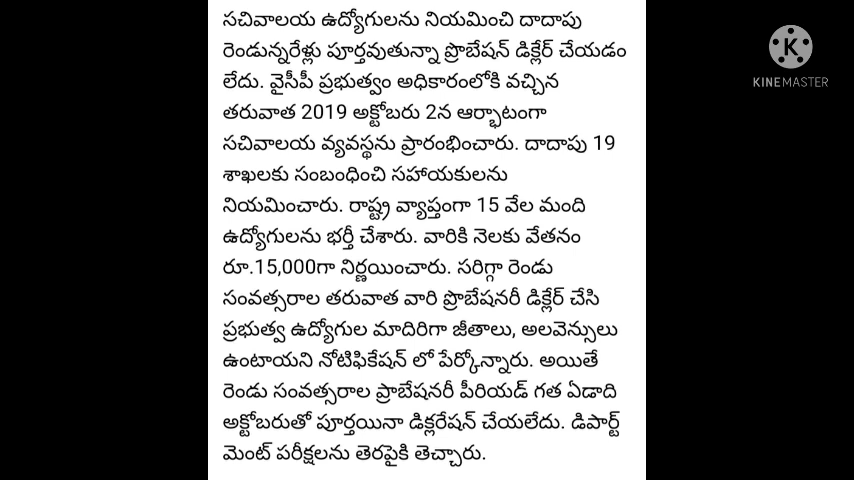 సచివాలయ ఉద్యోగులను నియమించి దాదాపు
రెండున్నరేళ్లు పూర్తవుతున్నా ప్రొబేషన్ డిక్లేర్ చేయడం
లేదు. వైసీపీ ప్రభుత్వం అధికారంలోకి వచ్చిన
తరువాత 2019 అక్టోబరు 2న ఆర్భాటంగా
సచివాలయ వ్యవస్థను ప్రారంభించారు. దాదాపు 19
శాఖలకు సంబంధించి సహాయకులను
నియమించారు. రాష్ట్ర వ్యాప్తంగా 15 వేల మంది
ఉద్యోగులను భర్తీ చేశారు. వారికి నెలకు వేతనం
రూ.15,000గా నిర్ణయించారు. సరిగ్గా రెండు
సంవత్సరాల తరువాత వారి ప్రొబేషనరీ డిక్లేర్ చేసి
ప్రభుత్వ ఉద్యోగుల మాదిరిగా జీతాలు, అలవెన్సులు
ఉంటాయని నోటిఫికేషన్ లో పేర్కోన్నారు. అయితే
రెండు సంవత్సరాల ప్రాబేషనరీ పీరియడ్ గత ఏడాది
అక్టోబరుతో పూర్తయినా డిక్లరేషన్ చేయలేదు. డిపార్ట్
మెంట్ పరీక్షలను తెరపైకి తెచ్చారు.
K
KINEMASTER